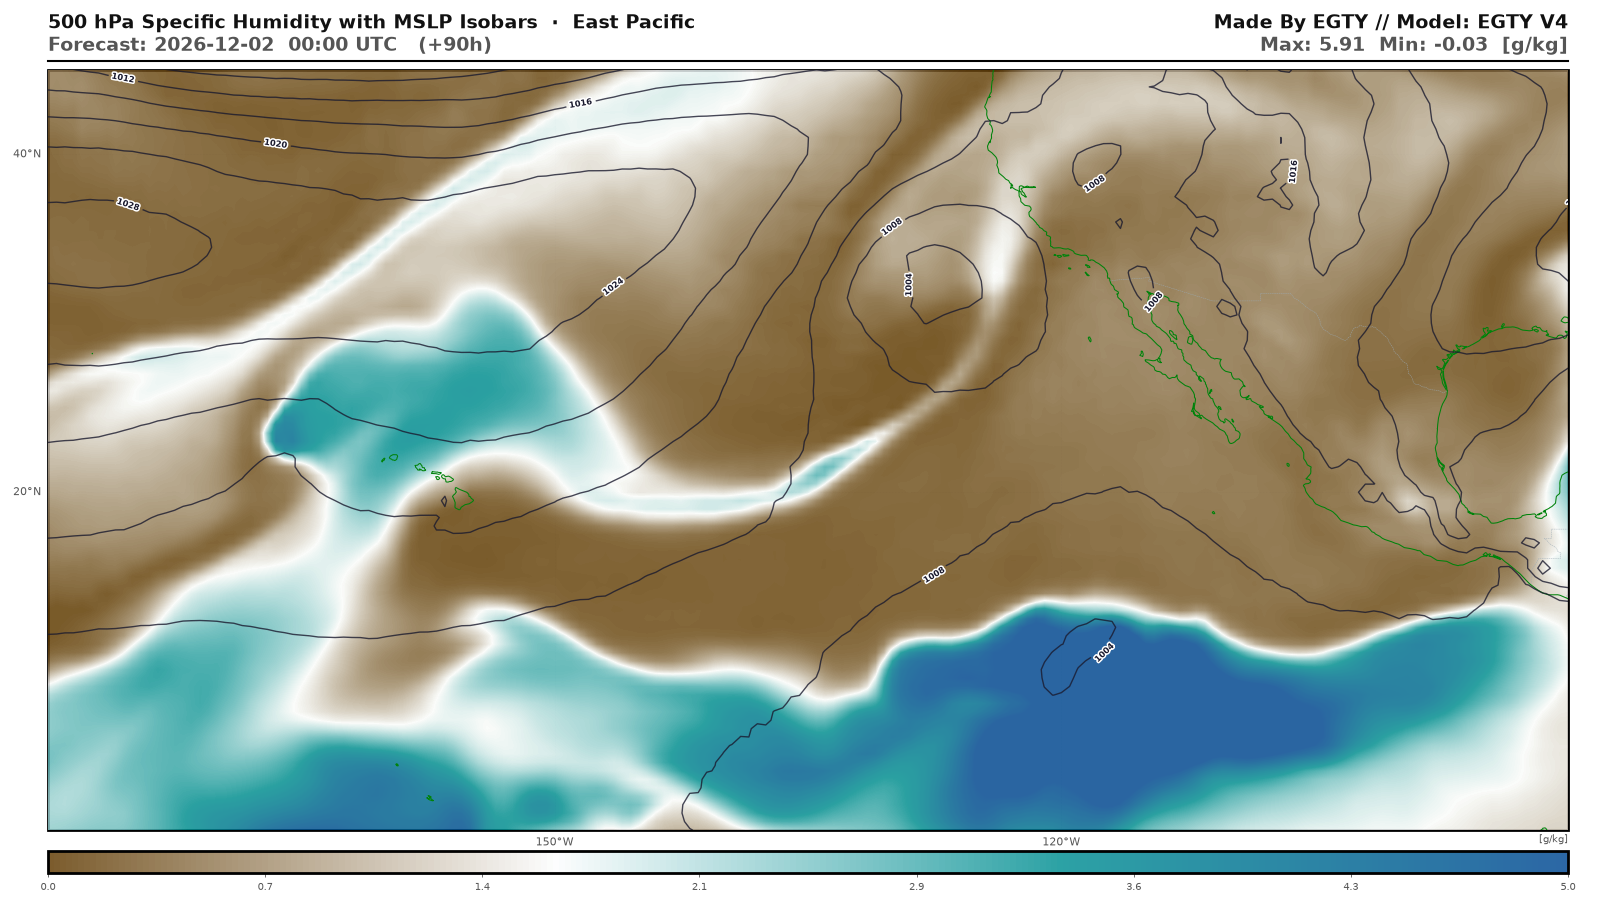 500 hPa Specific Humidity with MSLP Isobars · East Pacific
Made By EGTY // Model: EGTY V4
Forecast: 2026-12-02 00:00 UTC (+90h)
Max: 5.91 Min: -0.03 [g/kg]
1012
1016
1020
40°N
1016
1008
1028
1008
1004
1024
1008
20°N
1008
1004
150°W
120°W
[g/kg]
0.0
0.7
1.4
2.1
2.9
3.6
4.3
5.0